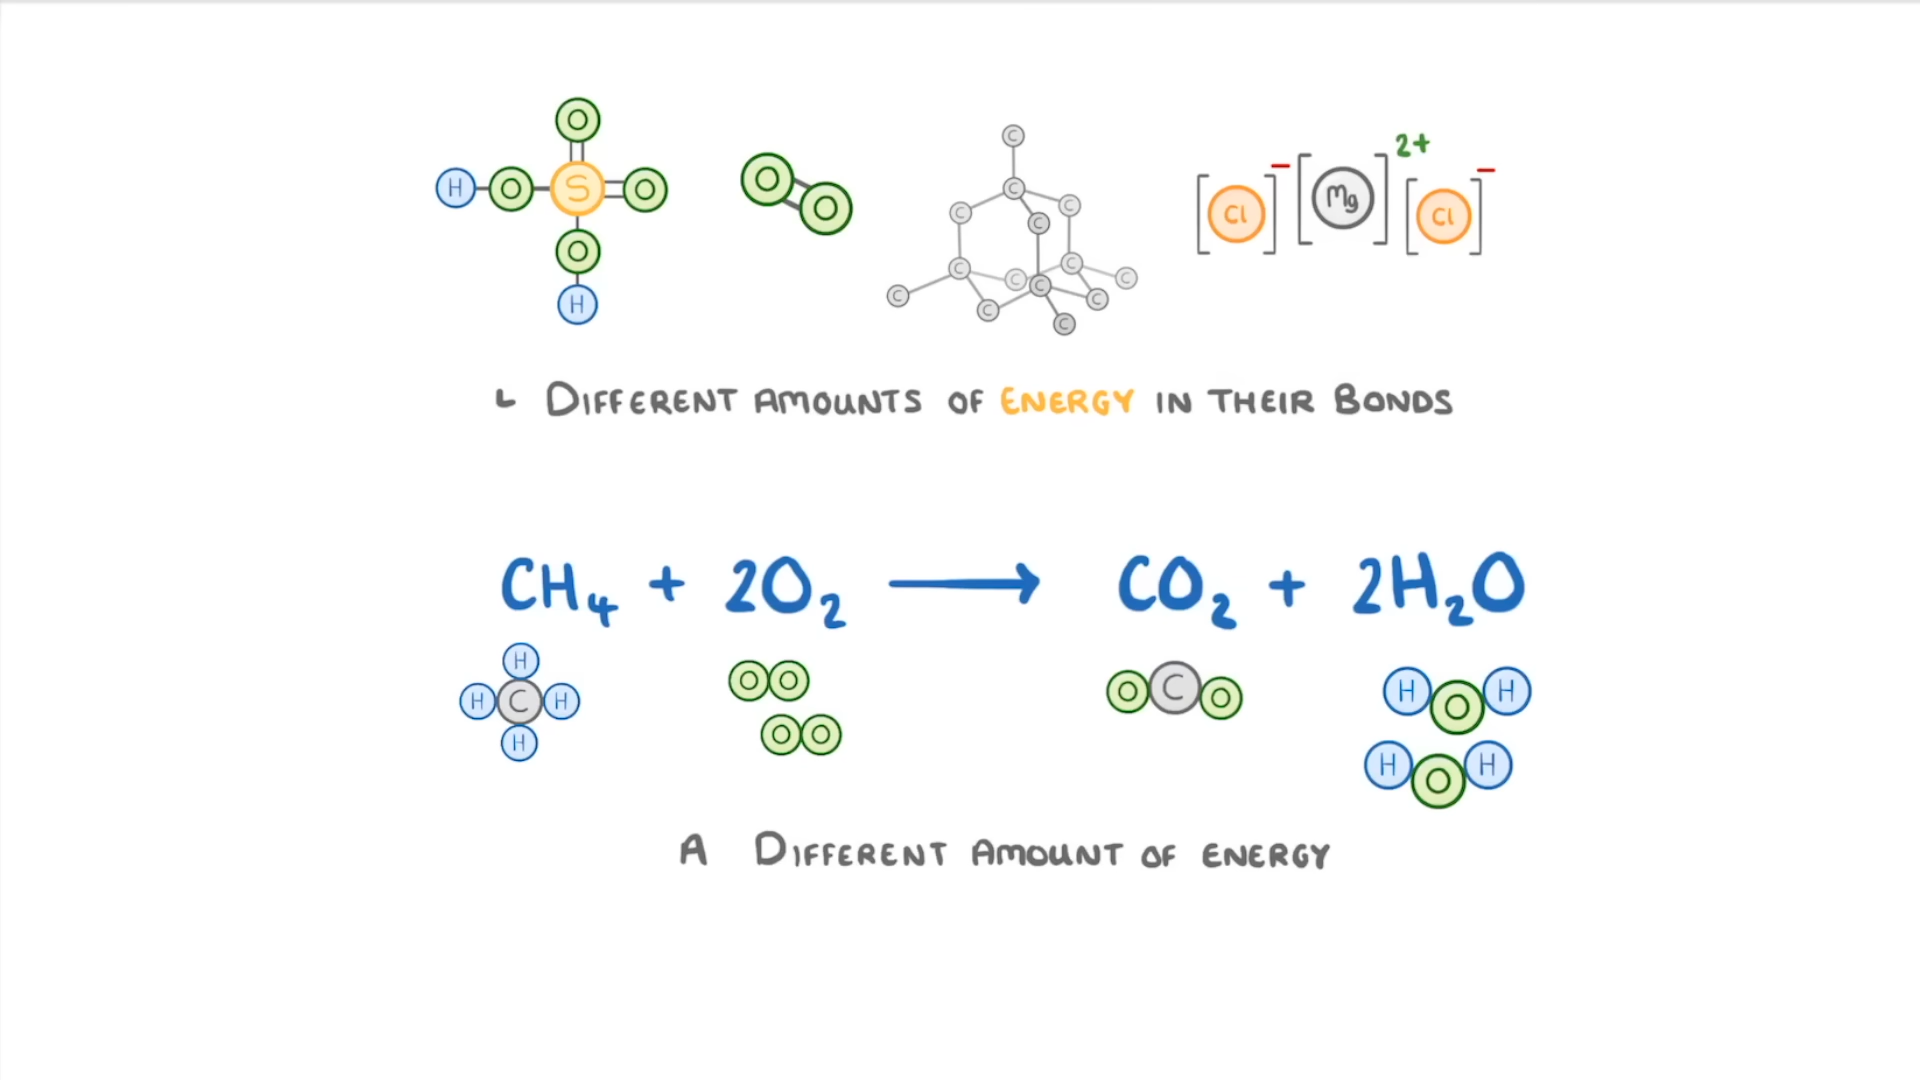 O
H O S O
O
H
O O
C
C C C C
C C C C C
C C C C
[Cl]⁻ [Mg]²⁺ [Cl]⁻
DIFFERENT AMOUNTS OF ENERGY IN THEIR BONDS
CH₄ + 2O₂ → CO₂ + 2H₂O
H
H C H
H
O O
O O
O C O
H O H
H O H
A DIFFERENT AMOUNT OF ENERGY